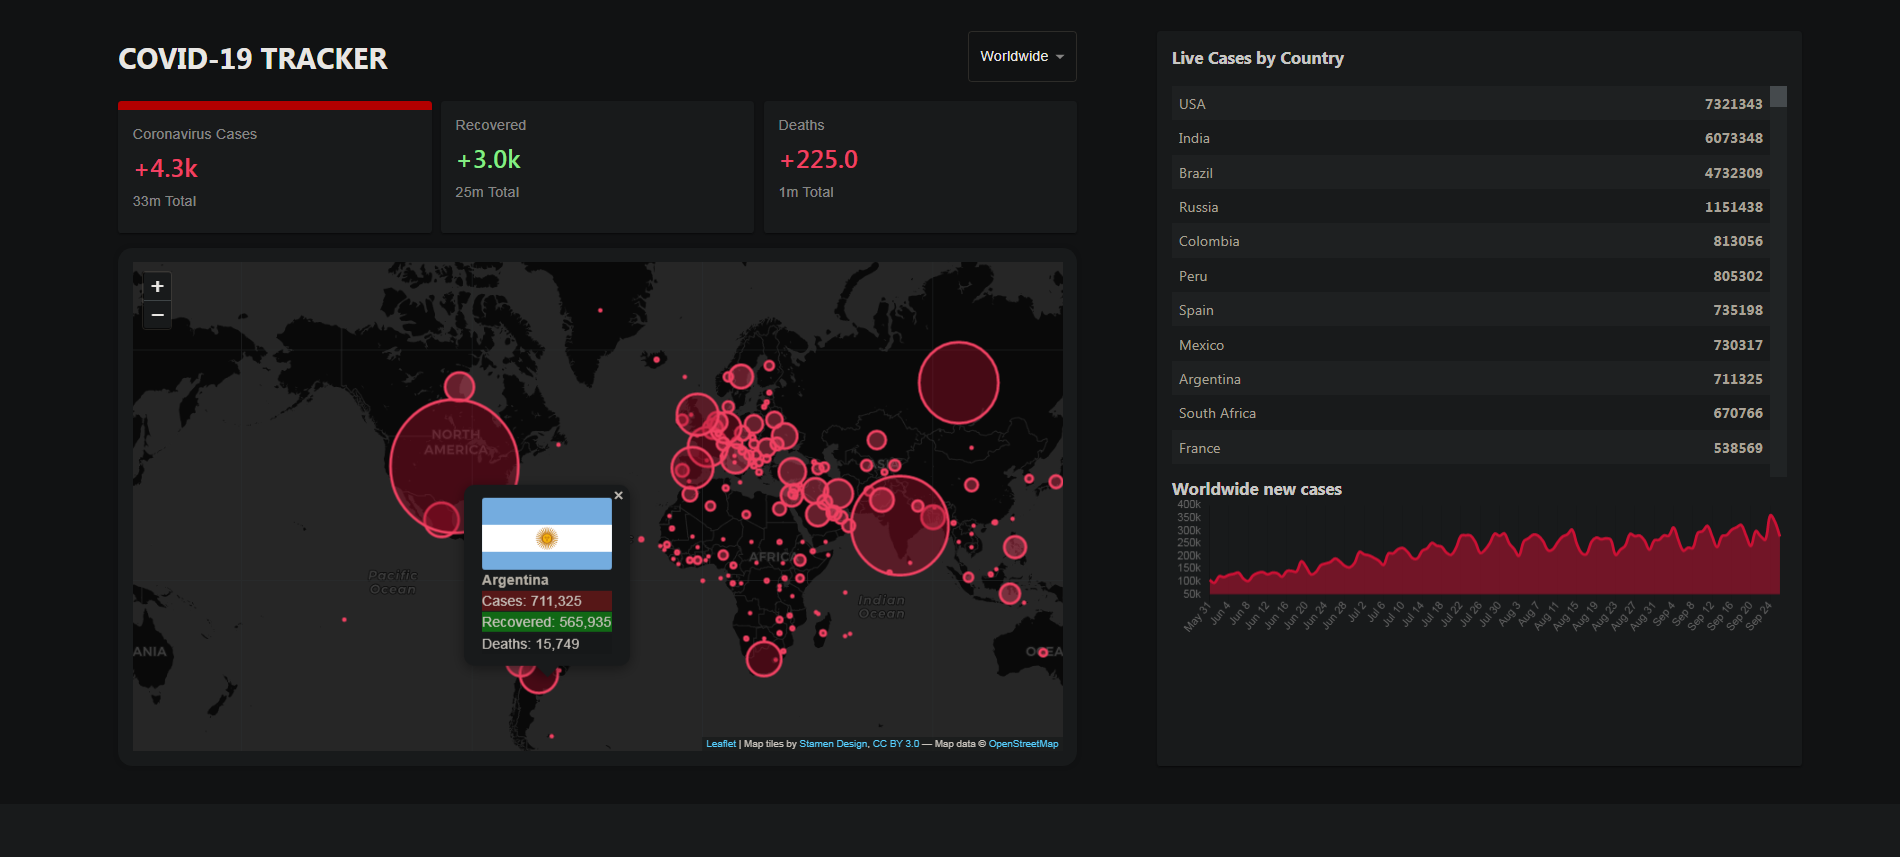 COVID-19 TRACKER
Worldwide
Coronavirus Cases
+4.3k
33m Total
Recovered
+3.0k
25m Total
Deaths
+225.0
1m Total
+
−
NORTH
AMERICA
Pacific
Ocean
AFRICA
Indian
Ocean
ANIA
×
Argentina
Cases: 711,325
Recovered: 565,935
Deaths: 15,749
Leaflet | Map tiles by Stamen Design, CC BY 3.0 — Map data © OpenStreetMap
Live Cases by Country
USA 7321343
India 6073348
Brazil 4732309
Russia 1151438
Colombia 813056
Peru 805302
Spain 735198
Mexico 730317
Argentina 711325
South Africa 670766
France 538569
Worldwide new cases
400k
350k
300k
250k
200k
150k
100k
50k
May 31 Jun 4 Jun 8 Jun 12 Jun 16 Jun 20 Jun 24 Jun 28 Jul 2 Jul 6 Jul 10 Jul 14 Jul 18 Jul 22 Jul 26 Jul 30 Aug 3 Aug 7 Aug 11 Aug 15 Aug 19 Aug 23 Aug 27 Aug 31 Sep 4 Sep 8 Sep 12 Sep 16 Sep 20 Sep 24